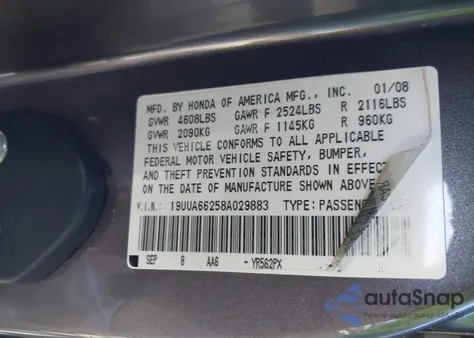 MFD. BY HONDA OF AMERICA MFG., INC. 01/08
GVWR 4608LBS GAWR F 2524LBS R 2116LBS
GVWR 2090KG GAWR F 1145KG R 960KG
THIS VEHICLE CONFORMS TO ALL APPLICABLE
FEDERAL MOTOR VEHICLE SAFETY, BUMPER,
AND THEFT PREVENTION STANDARDS IN EFFECT
ON THE DATE OF MANUFACTURE SHOWN ABOVE.
V.I.N.: 19UUA66258A029883 TYPE:
SEP 8 AA6 - YR562PX
autoSnap